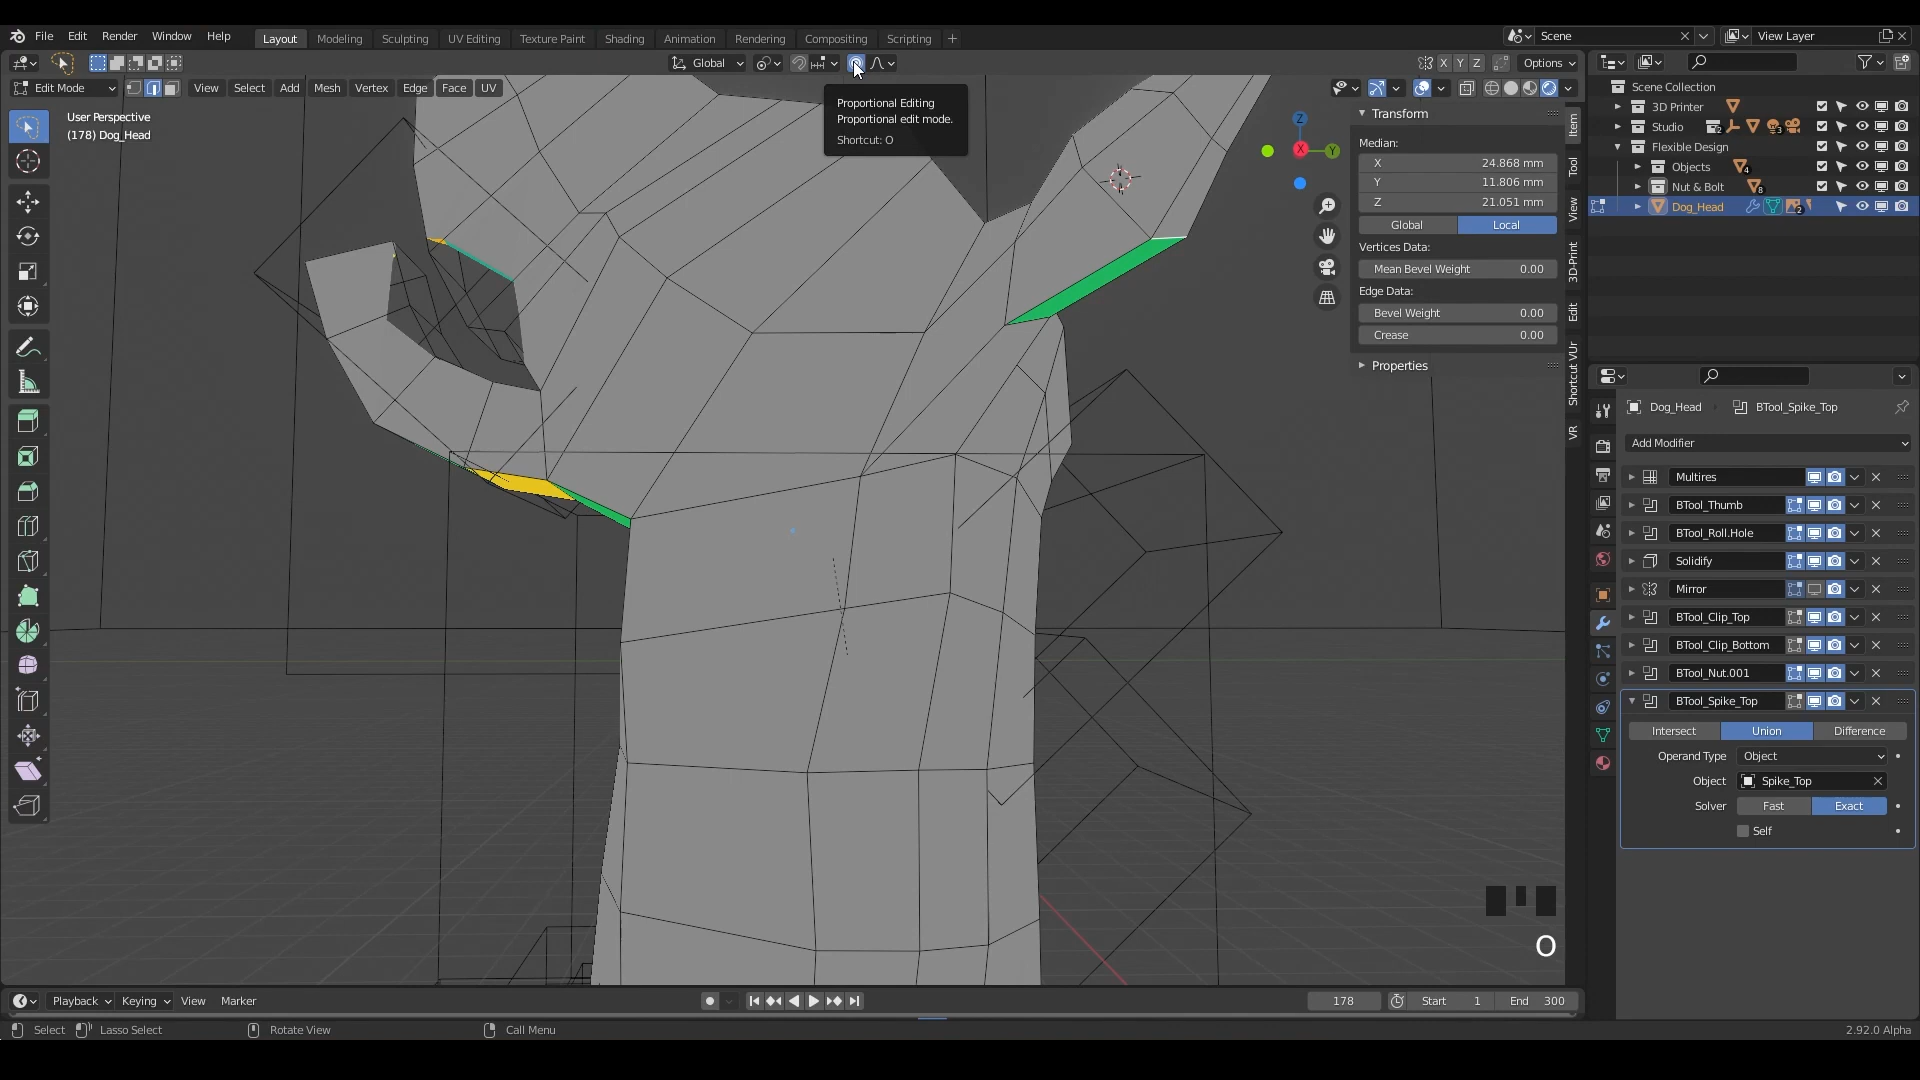 File Edit Render Window Help
Layout Modeling Sculpting UV Editing Texture Paint Shading Animation Rendering Compositing Scripting +
Scene
View Layer
Global
X Y Z
Options
Edit Mode
View Select Add Mesh Vertex Edge Face UV
User Perspective
(178) Dog_Head
Proportional Editing
Proportional edit mode.
Shortcut: O
Z
X
Y
Transform
Median:
X 24.868 mm
Y 11.806 mm
Z 21.051 mm
Global Local
Vertices Data:
Mean Bevel Weight 0.00
Edge Data:
Bevel Weight 0.00
Crease 0.00
Properties
Item
Tool
View
3D-Print
Edit
Shortcut VUr
VR
Scene Collection
3D Printer
Studio 2 3
Flexible Design
Objects 4
Nut & Bolt 8
Dog_Head 2
Dog_Head BTool_Spike_Top
Add Modifier
Multires
BTool_Thumb
BTool_Roll.Hole
Solidify
Mirror
BTool_Clip_Top
BTool_Clip_Bottom
BTool_Nut.001
BTool_Spike_Top
Intersect Union Difference
Operand Type Object
Object Spike_Top
Solver Fast Exact
Self
O
Playback Keying View Marker
178 Start 1 End 300
Select Lasso Select Rotate View Call Menu
2.92.0 Alpha